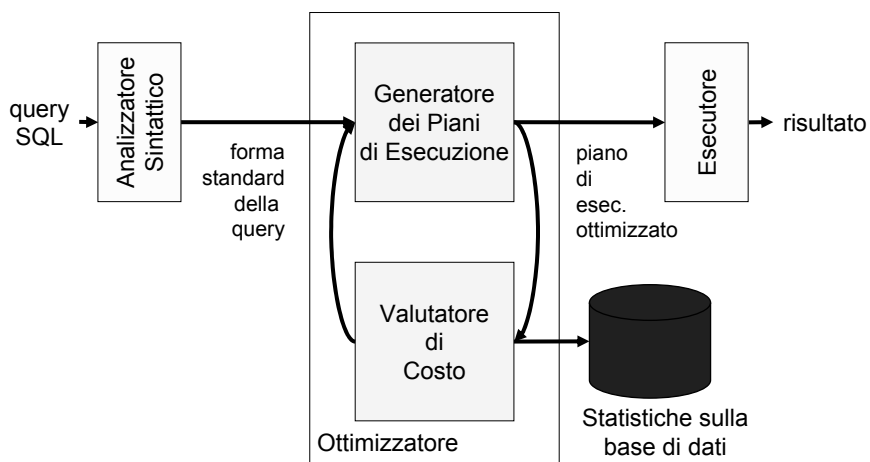 query
SQL
Analizzatore
Sintattico
forma
standard
della
query
Generatore
dei Piani
di Esecuzione
piano
di
esec.
ottimizzato
Esecutore
risultato
Valutatore
di
Costo
Ottimizzatore
Statistiche sulla
base di dati